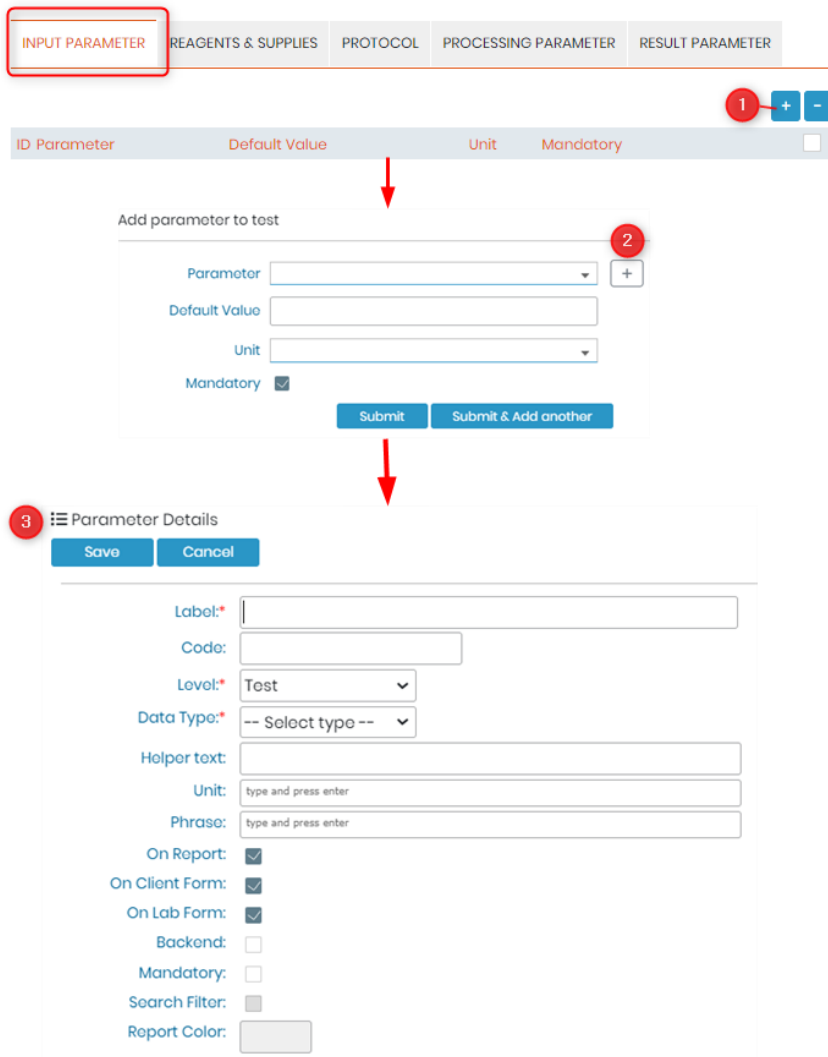 INPUT PARAMETER REAGENTS & SUPPLIES PROTOCOL PROCESSING PARAMETER RESULT PARAMETER
1 + -
ID Parameter Default Value Unit Mandatory
Add parameter to test
2
Parameter +
Default Value
Unit
Mandatory
Submit Submit & Add another
3 Parameter Details
Save Cancel
Label:*
Code:
Level:* Test
Data Type:* -- Select type --
Helper text:
Unit: type and press enter
Phrase: type and press enter
On Report:
On Client Form:
On Lab Form:
Backend:
Mandatory:
Search Filter:
Report Color: